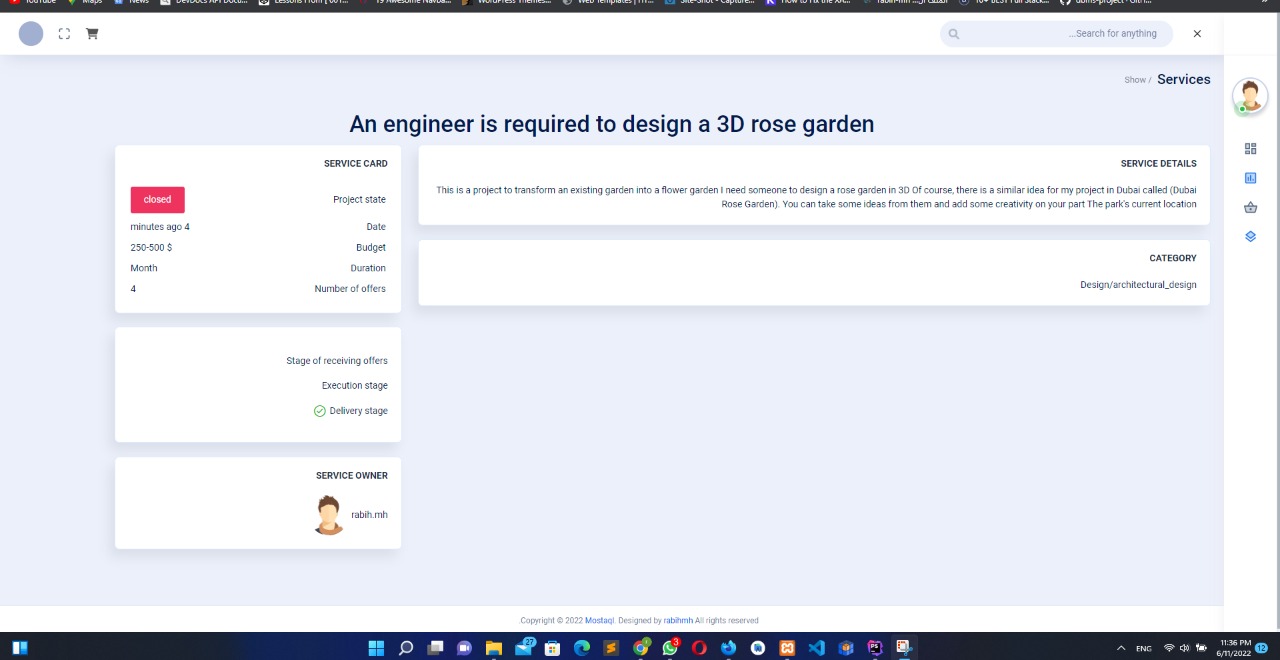 YouTube
Maps
News
DevDocs API Docu...
Lessons From [ 001...
19 Awesome Navba...
WordPress Themes...
Web Templates | IT...
Site-Shot - Capture...
How to Fix the XA...
10+ BEST Full Stack...
dbms-project · GitH...
...Search for anything
Show / Services
An engineer is required to design a 3D rose garden
SERVICE CARD
closed Project state
minutes ago 4 Date
250-500 $ Budget
Month Duration
4 Number of offers
SERVICE DETAILS
This is a project to transform an existing garden into a flower garden I need someone to design a rose garden in 3D Of course, there is a similar idea for my project in Dubai called (Dubai
Rose Garden). You can take some ideas from them and add some creativity on your part The park's current location
CATEGORY
Design/architectural_design
Stage of receiving offers
Execution stage
Delivery stage
SERVICE OWNER
rabih.mh
.Copyright © 2022 Mostaql. Designed by rabihmh All rights reserved
27
3
PS
ENG
11:36 PM
6/11/2022
12